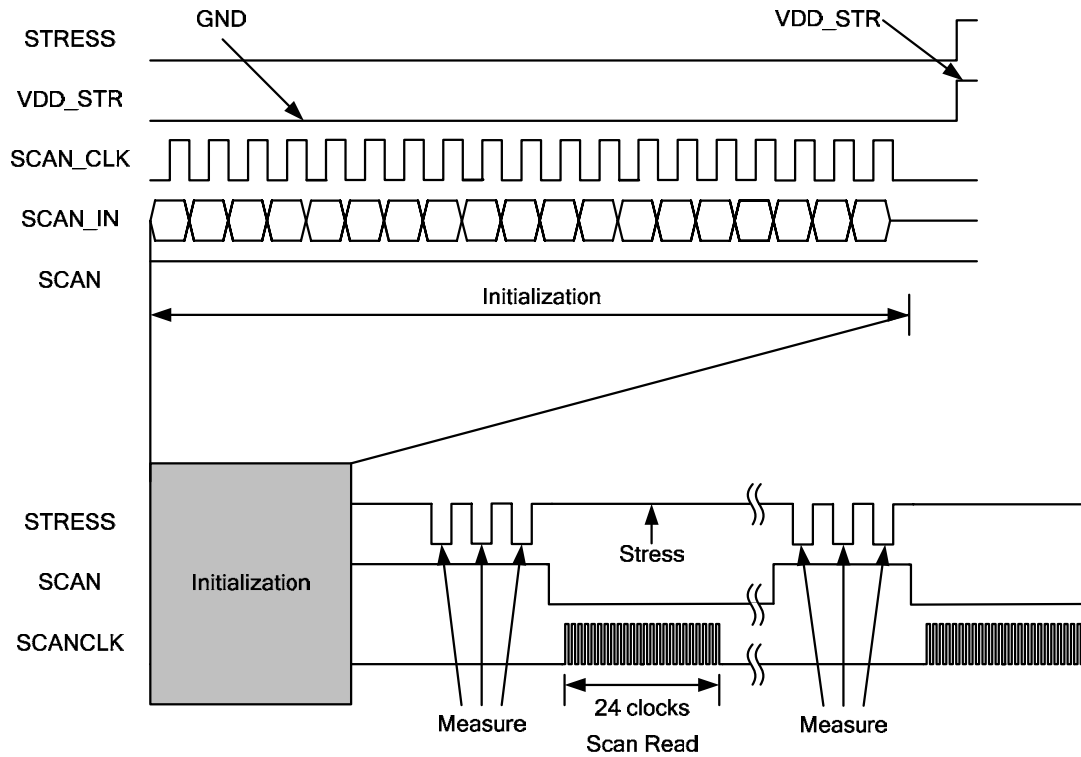 GND
VDD_STR
STRESS
VDD_STR
SCAN_CLK
SCAN_IN
SCAN
Initialization
STRESS
Stress
SCAN
Initialization
SCANCLK
Measure
24 clocks
Scan Read
Measure